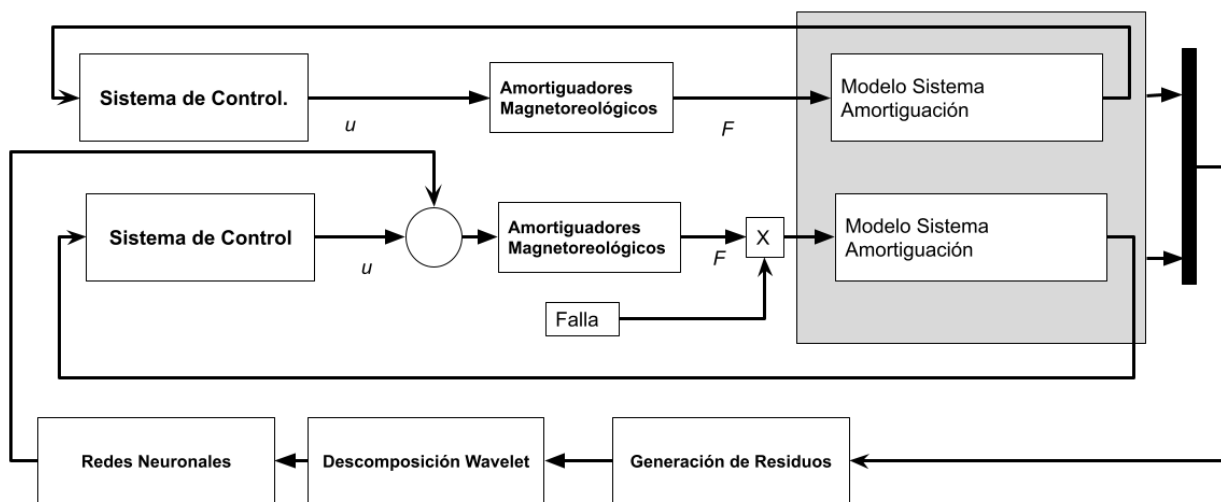 Sistema de Control.
u
Amortiguadores
Magnetoreológicos
F
Modelo Sistema
Amortiguación
Sistema de Control
u
Amortiguadores
Magnetoreológicos
F
X
Modelo Sistema
Amortiguación
Falla
Redes Neuronales
Descomposición Wavelet
Generación de Residuos